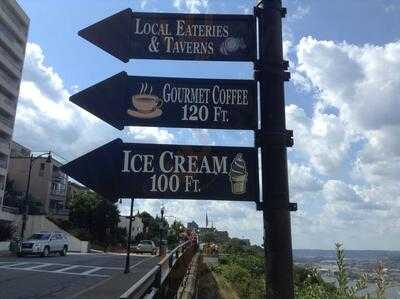 Local Eateries
& Taverns
Gourmet Coffee
120 Ft.
Ice Cream
100 Ft.